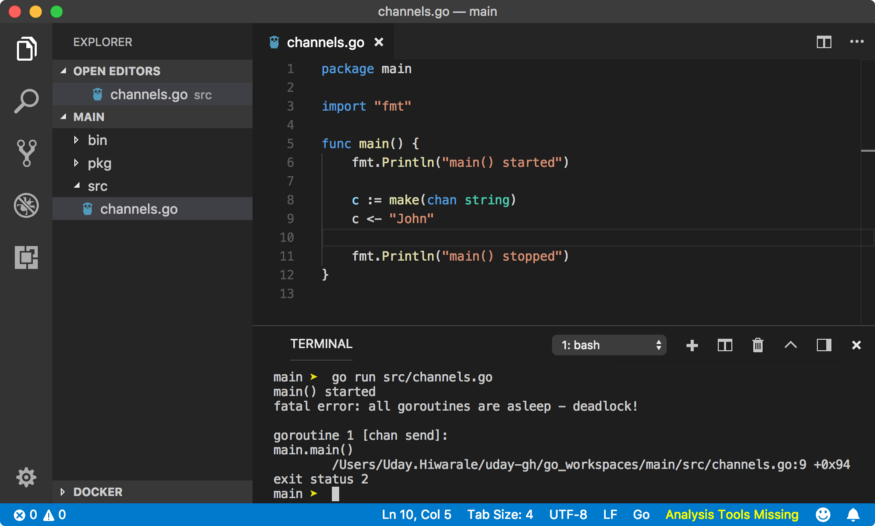 channels.go — main
EXPLORER
OPEN EDITORS
channels.go src
MAIN
bin
pkg
src
channels.go
channels.go
1 package main
2
3 import "fmt"
4
5 func main() {
6 fmt.Println("main() started")
7
8 c := make(chan string)
9 c <- "John"
10
11 fmt.Println("main() stopped")
12 }
13
TERMINAL
1: bash
main ➤ go run src/channels.go
main() started
fatal error: all goroutines are asleep - deadlock!
goroutine 1 [chan send]:
main.main()
/Users/Uday.Hiwarale/uday-gh/go_workspaces/main/src/channels.go:9 +0x94
exit status 2
main ➤
DOCKER
0 0 Ln 10, Col 5 Tab Size: 4 UTF-8 LF Go Analysis Tools Missing